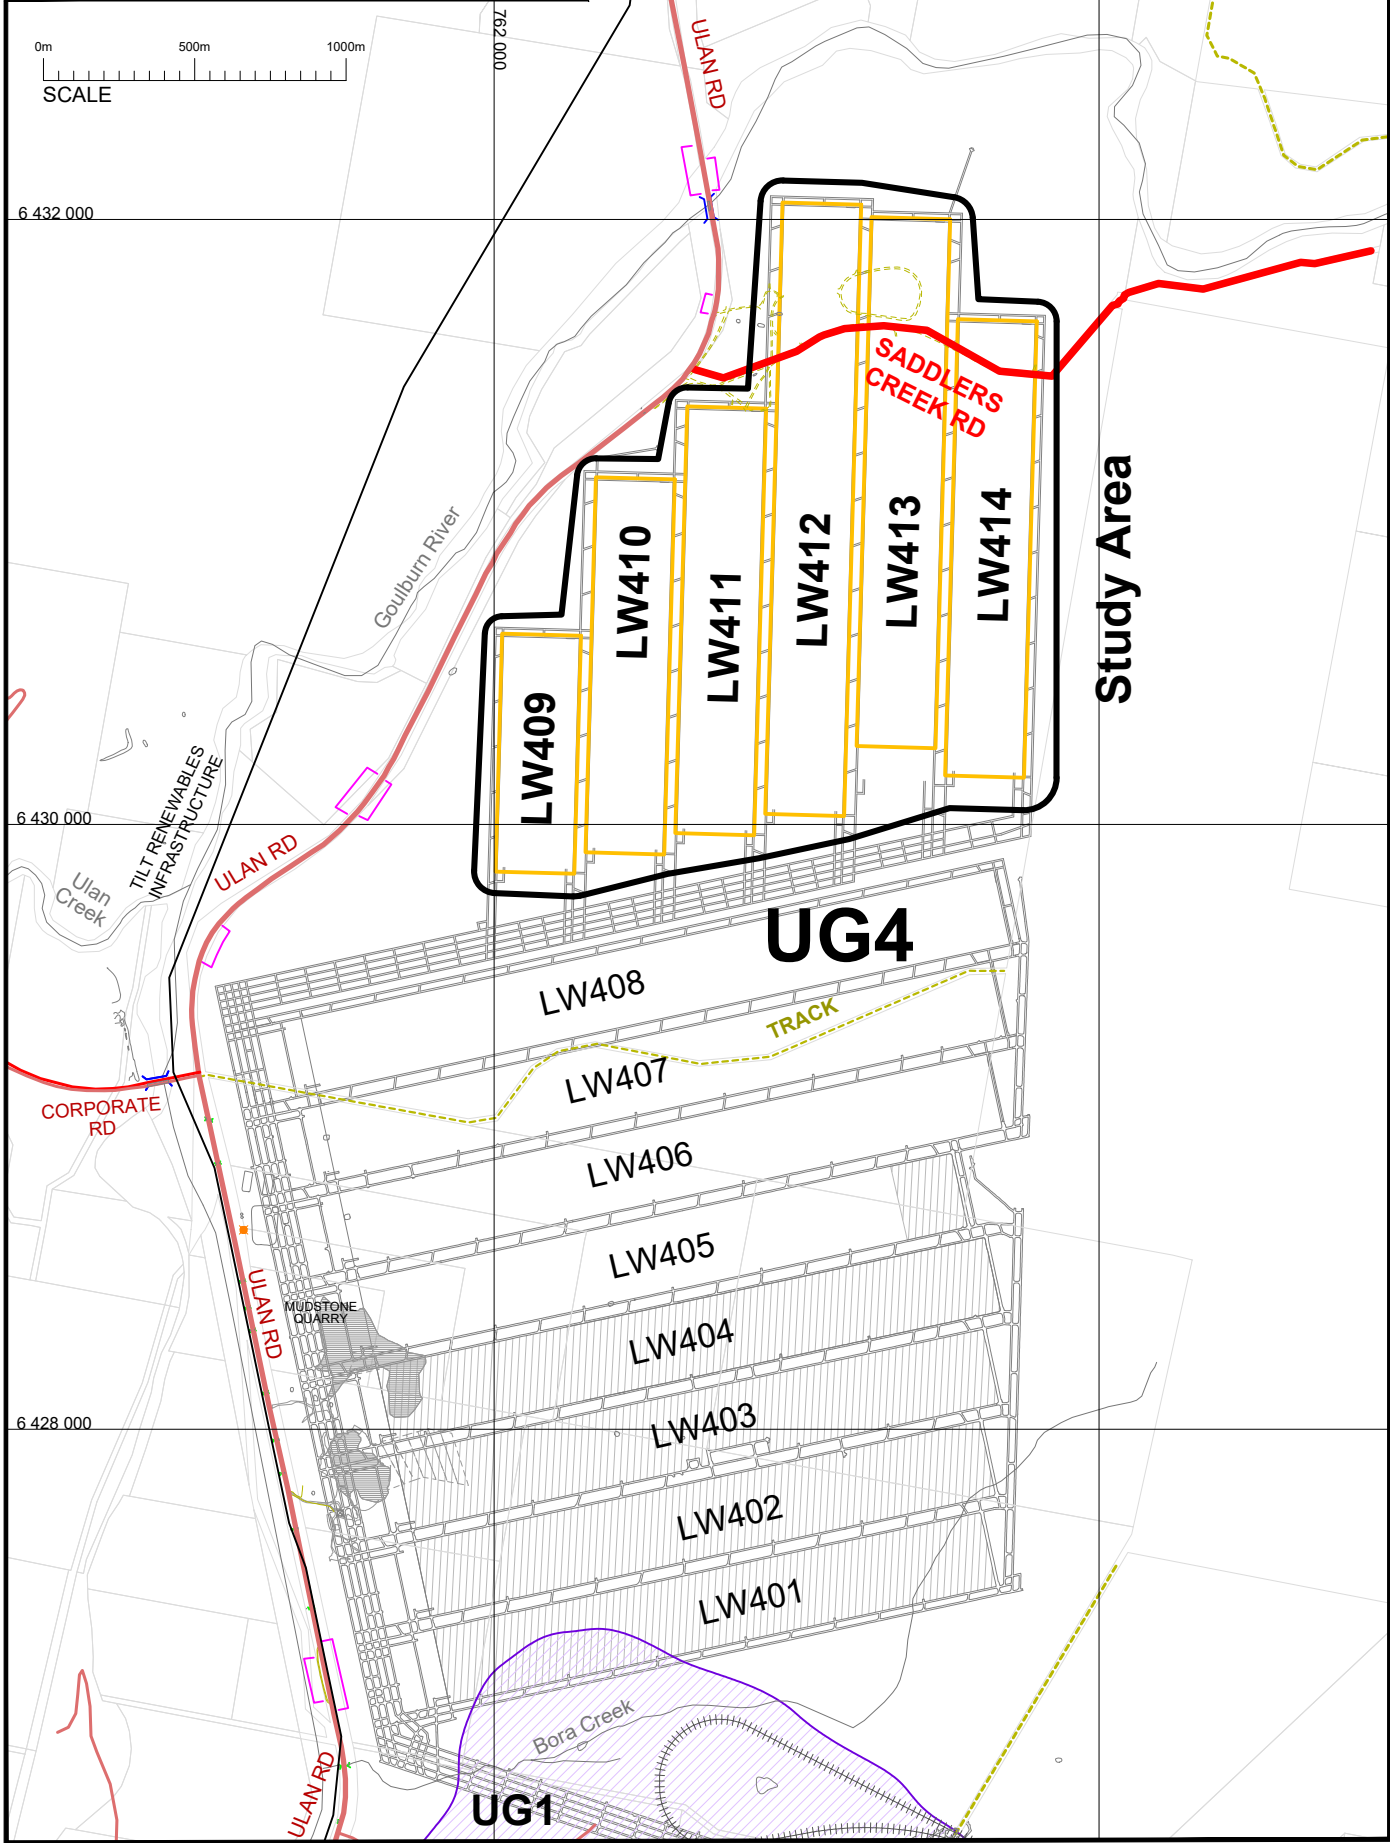 0m 500m 1000m
SCALE
762 000
ULAN RD
6 432 000
SADDLERS
CREEK RD
Study Area
LW409
LW410
LW411
LW412
LW413
LW414
Goulburn River
TILT RENEWABLES
INFRASTRUCTURE
6 430 000
ULAN RD
Ulan
Creek
UG4
LW408
TRACK
LW407
CORPORATE
RD
LW406
LW405
ULAN RD
MUDSTONE
QUARRY
LW404
6 428 000
LW403
LW402
LW401
Bora Creek
ULAN RD
UG1